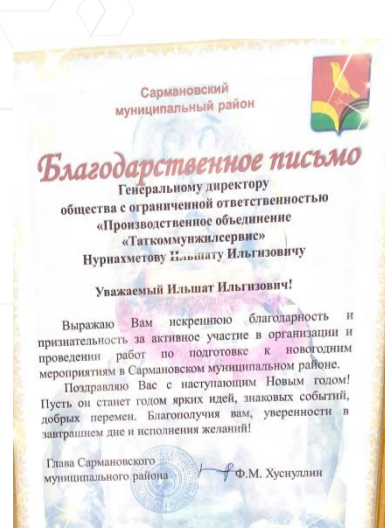 Сармановский
муниципальный район
Благодарственное письмо
Генеральному директору
общества с ограниченной ответственностью
«Производственное объединение
«Таткоммунжилсервис»
Нуриахметову Ильшату Ильгизовичу
Уважаемый Ильшат Ильгизович!
Выражаю Вам искреннюю благодарность и
признательность за активное участие в организации и
проведении работ по подготовке к новогодним
мероприятиям в Сармановском муниципальном районе.
Поздравляю Вас с наступающим Новым годом!
Пусть он станет годом ярких идей, знаковых событий,
добрых перемен. Благополучия вам, уверенности в
завтрашнем дне и исполнения желаний!
Глава Сармановского
муниципального района Ф.М. Хуснуллин